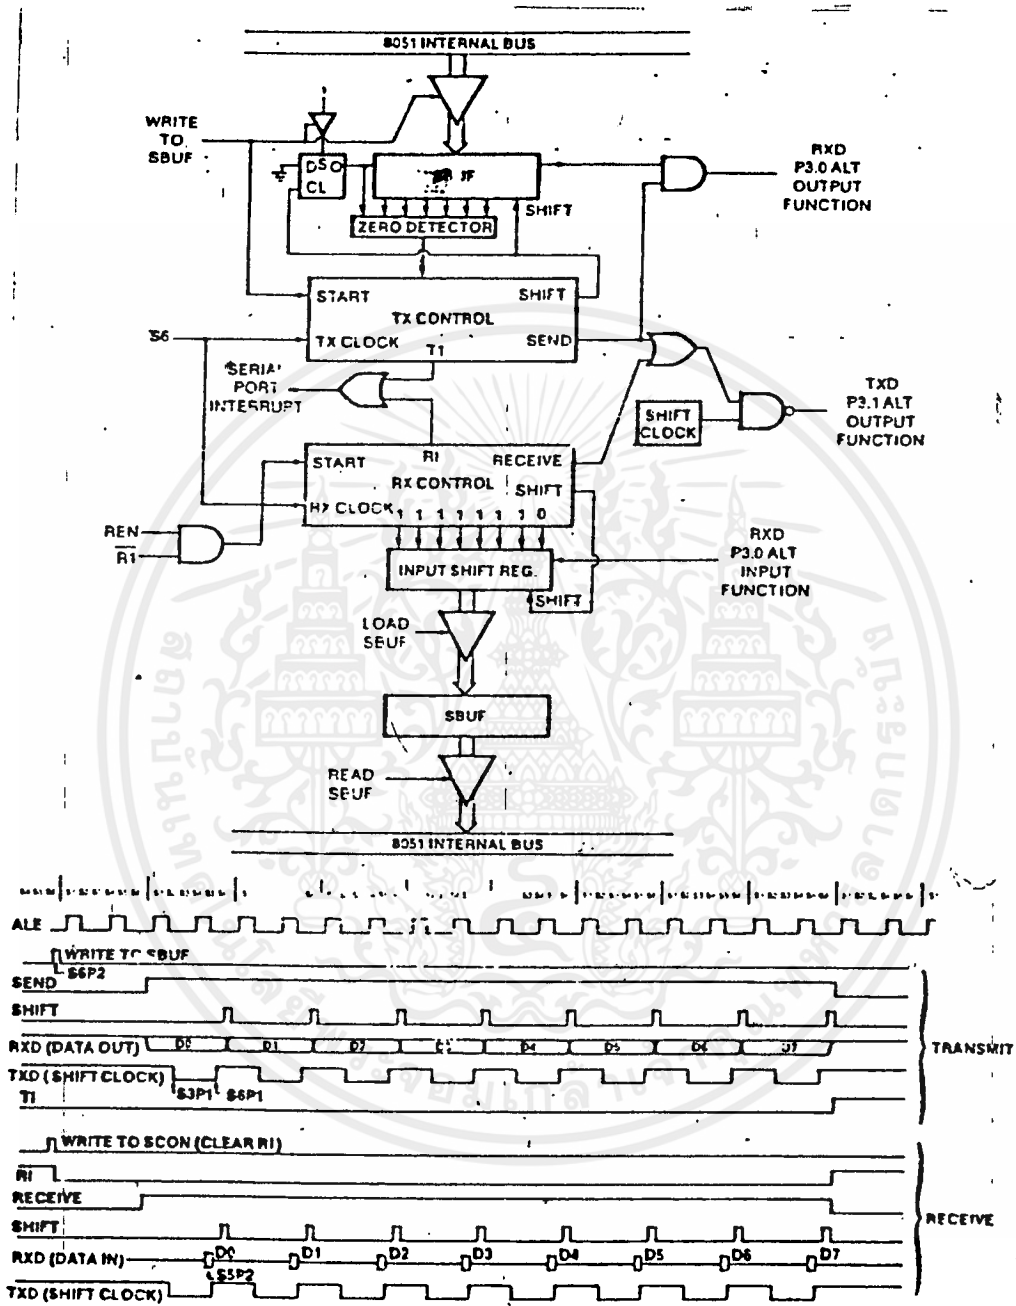 8051 INTERNAL BUS
WRITE
TO
SBUF
D S
CL
SHIFT
ZERO DETECTOR
RXD
P3.0 ALT
OUTPUT
FUNCTION
START
SHIFT
TX CONTROL
S6
TX CLOCK
T1
SEND
PORT
INTERRUPT
SHIFT
CLOCK
TXD
P3.1 ALT
OUTPUT
FUNCTION
START
R1
RECEIVE
RX CONTROL
SHIFT
RX CLOCK
1 1 1 1 1 1 1 0
REN
R1
INPUT SHIFT REG.
RXD
P3.0 ALT
INPUT
FUNCTION
SHIFT
LOAD
SBUF
SBUF
READ
SBUF
8051 INTERNAL BUS
ALE
WRITE TO SBUF
S6P2
SEND
SHIFT
RXD (DATA OUT) D0 D1 D2 D3 D4 D5 D6 D7
TRANSMIT
TXD (SHIFT CLOCK)
S3P1 S6P1
TI
WRITE TO SCON (CLEAR RI)
RI
RECEIVE
RECEIVE
SHIFT
RXD (DATA IN) D0 D1 D2 D3 D4 D5 D6 D7
S5P2
TXD (SHIFT CLOCK)